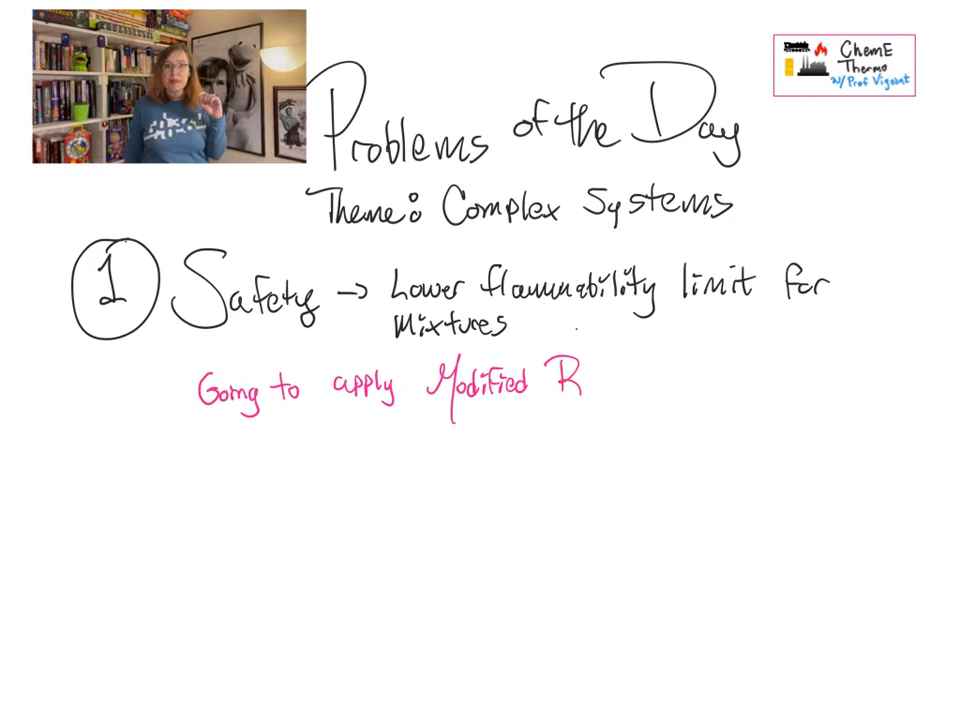 ChemE
Thermo
w/Prof Vigeant
Problems of the Day
Theme: Complex Systems
1 Safety → Lower flammability limit for
Mixtures
Going to apply Modified R